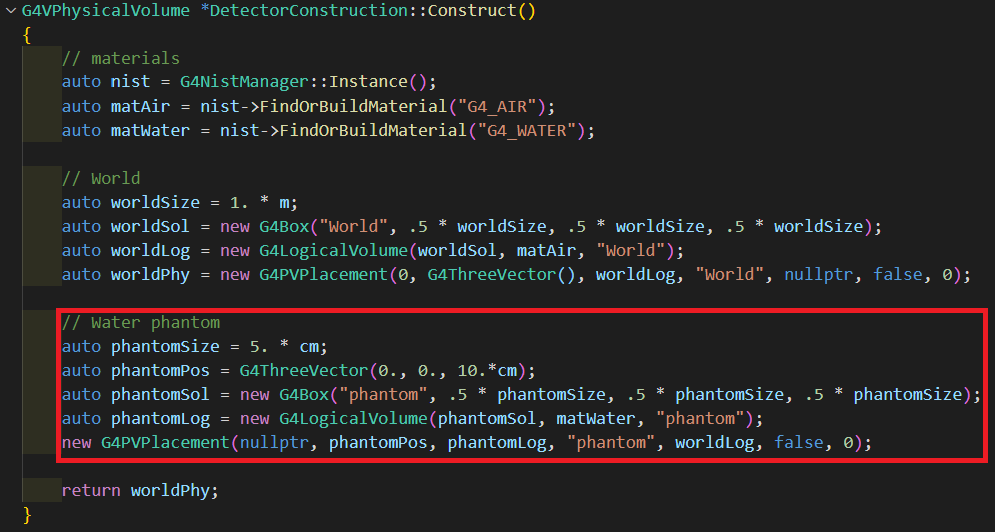 G4VPhysicalVolume *DetectorConstruction::Construct()
{
    // materials
    auto nist = G4NistManager::Instance();
    auto matAir = nist->FindOrBuildMaterial("G4_AIR");
    auto matWater = nist->FindOrBuildMaterial("G4_WATER");

    // World
    auto worldSize = 1. * m;
    auto worldSol = new G4Box("World", .5 * worldSize, .5 * worldSize, .5 * worldSize);
    auto worldLog = new G4LogicalVolume(worldSol, matAir, "World");
    auto worldPhy = new G4PVPlacement(0, G4ThreeVector(), worldLog, "World", nullptr, false, 0);

    // Water phantom
    auto phantomSize = 5. * cm;
    auto phantomPos = G4ThreeVector(0., 0., 10.*cm);
    auto phantomSol = new G4Box("phantom", .5 * phantomSize, .5 * phantomSize, .5 * phantomSize);
    auto phantomLog = new G4LogicalVolume(phantomSol, matWater, "phantom");
    new G4PVPlacement(nullptr, phantomPos, phantomLog, "phantom", worldLog, false, 0);

    return worldPhy;
}